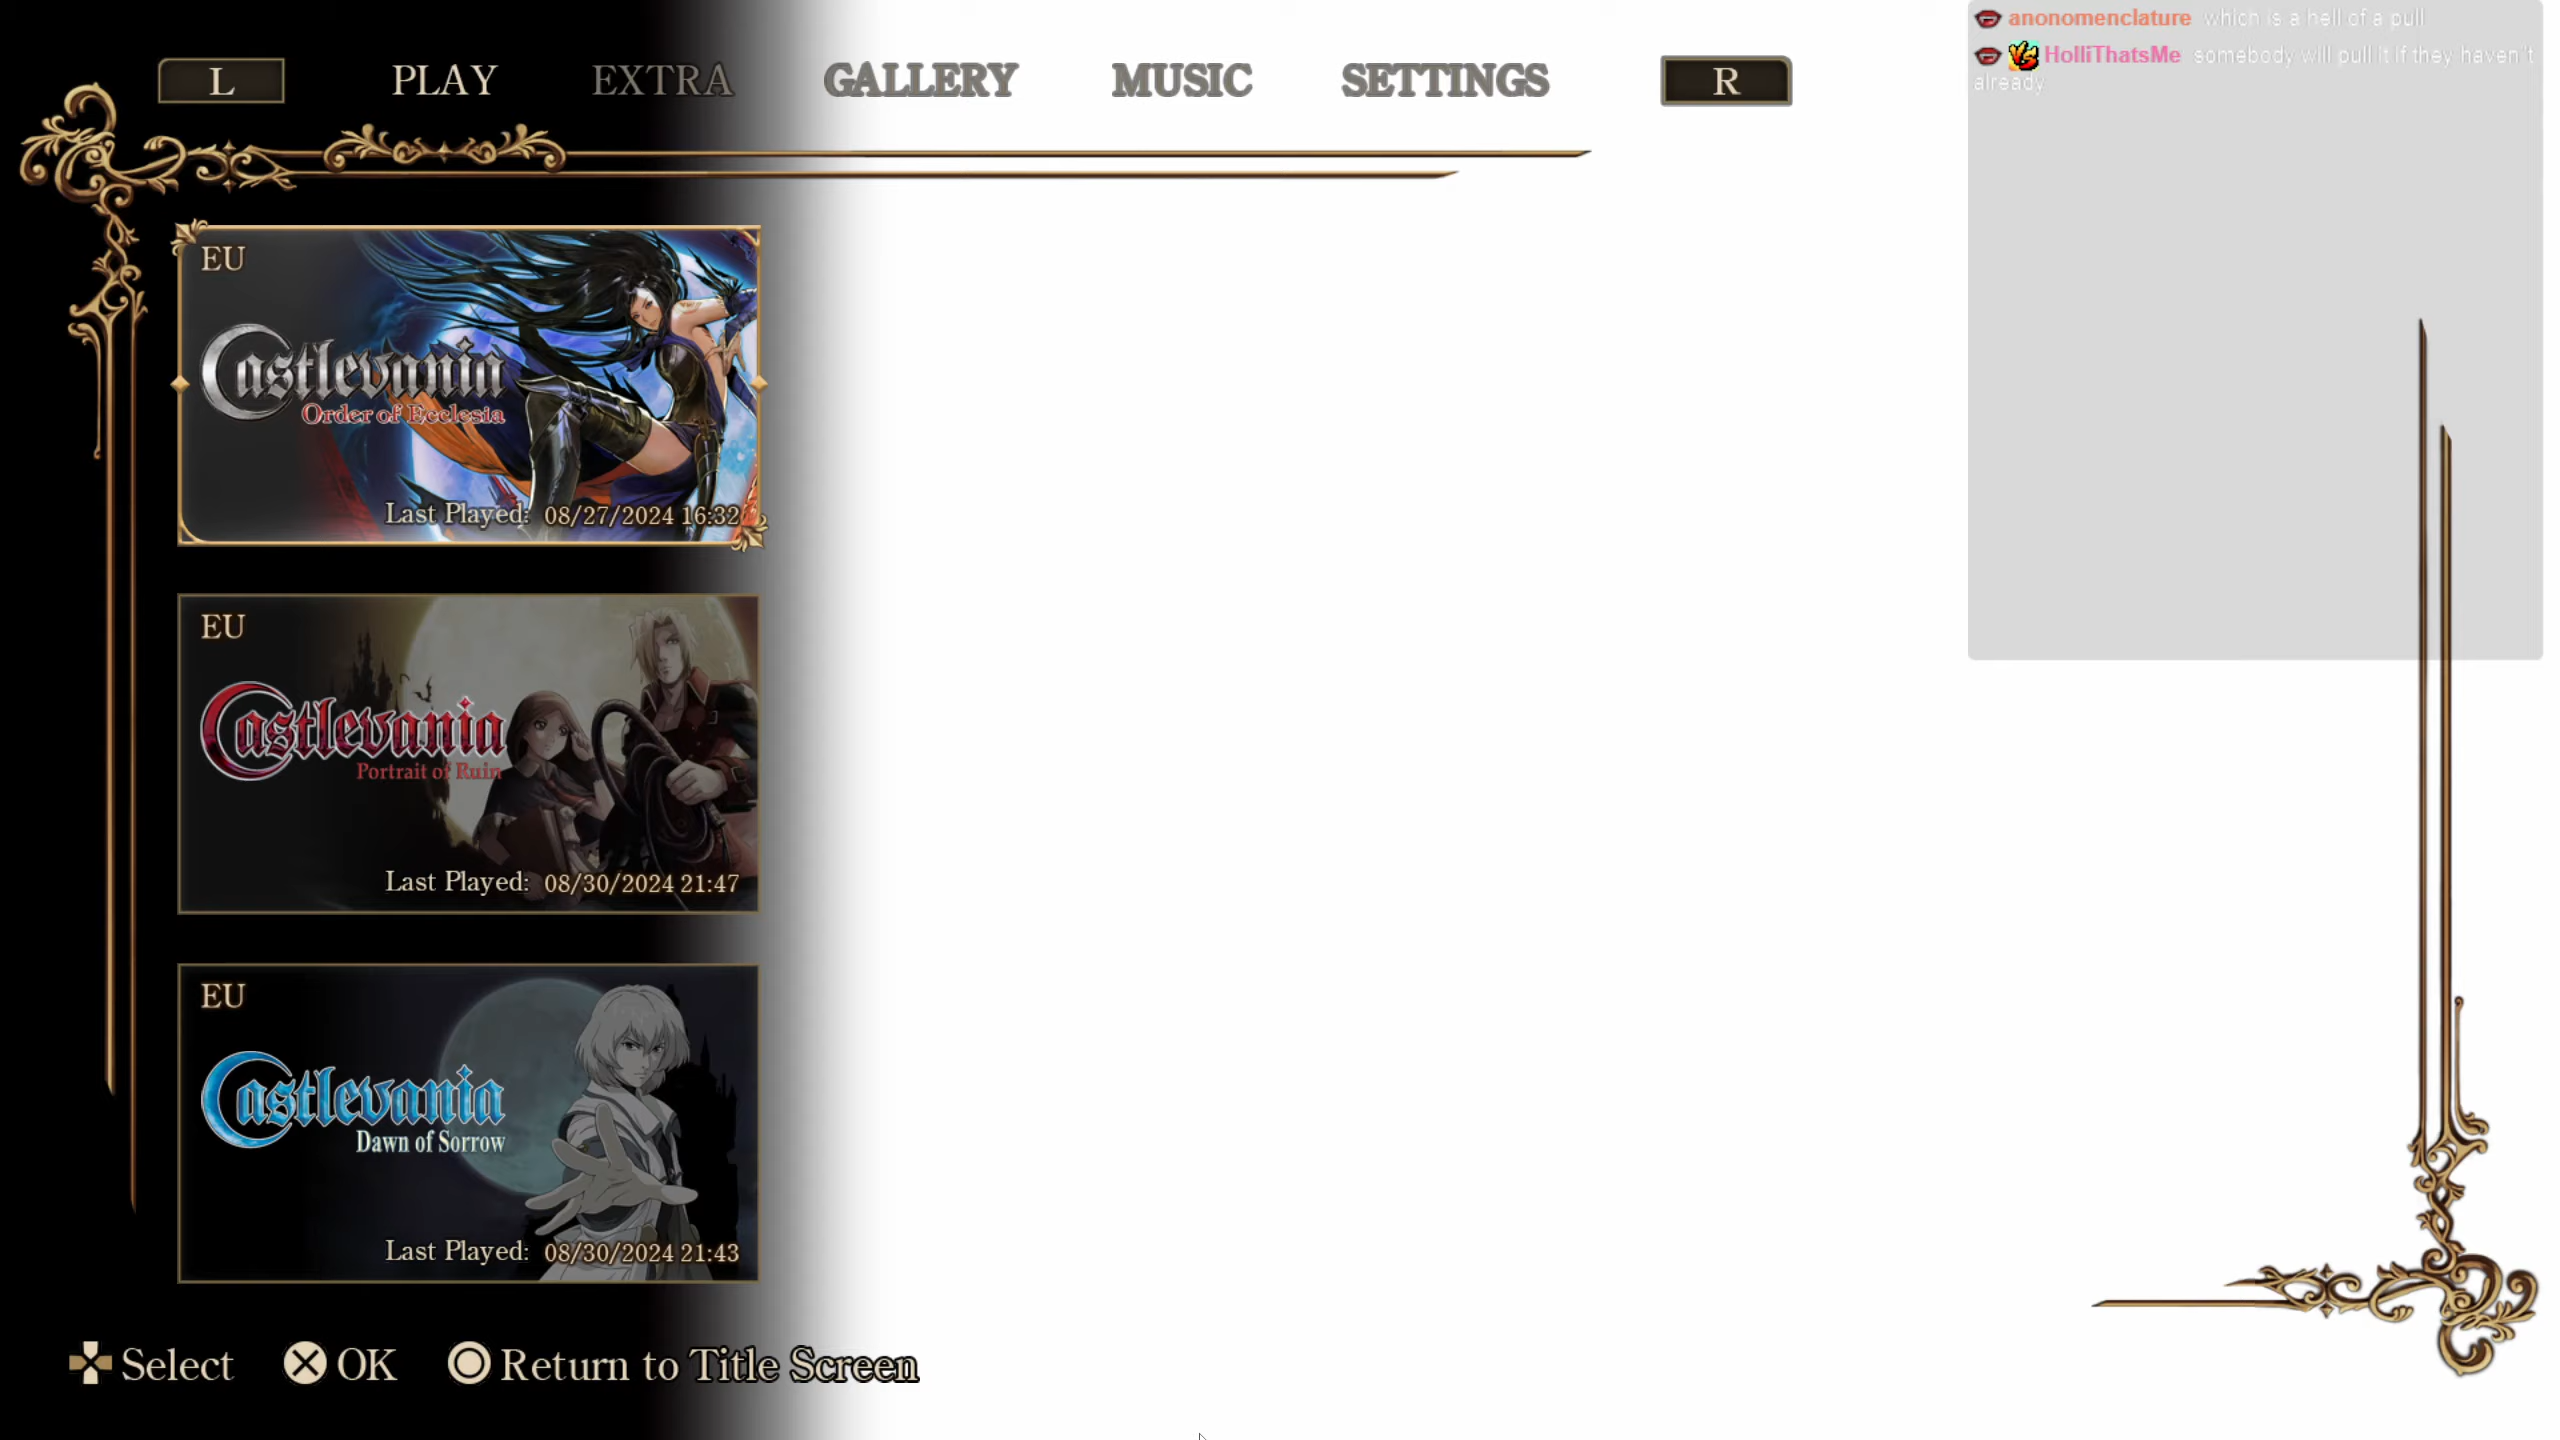 L PLAY EXTRA GALLERY MUSIC SETTINGS R
anonomenclature which is a hell of a pull
HolliThatsMe somebody will pull it if they haven't
already
EU
Castlevania
Order of Ecclesia
Last Played: 08/27/2024 16:32
EU
Castlevania
Portrait of Ruin
Last Played: 08/30/2024 21:47
EU
Castlevania
Dawn of Sorrow
Last Played: 08/30/2024 21:43
Select OK Return to Title Screen